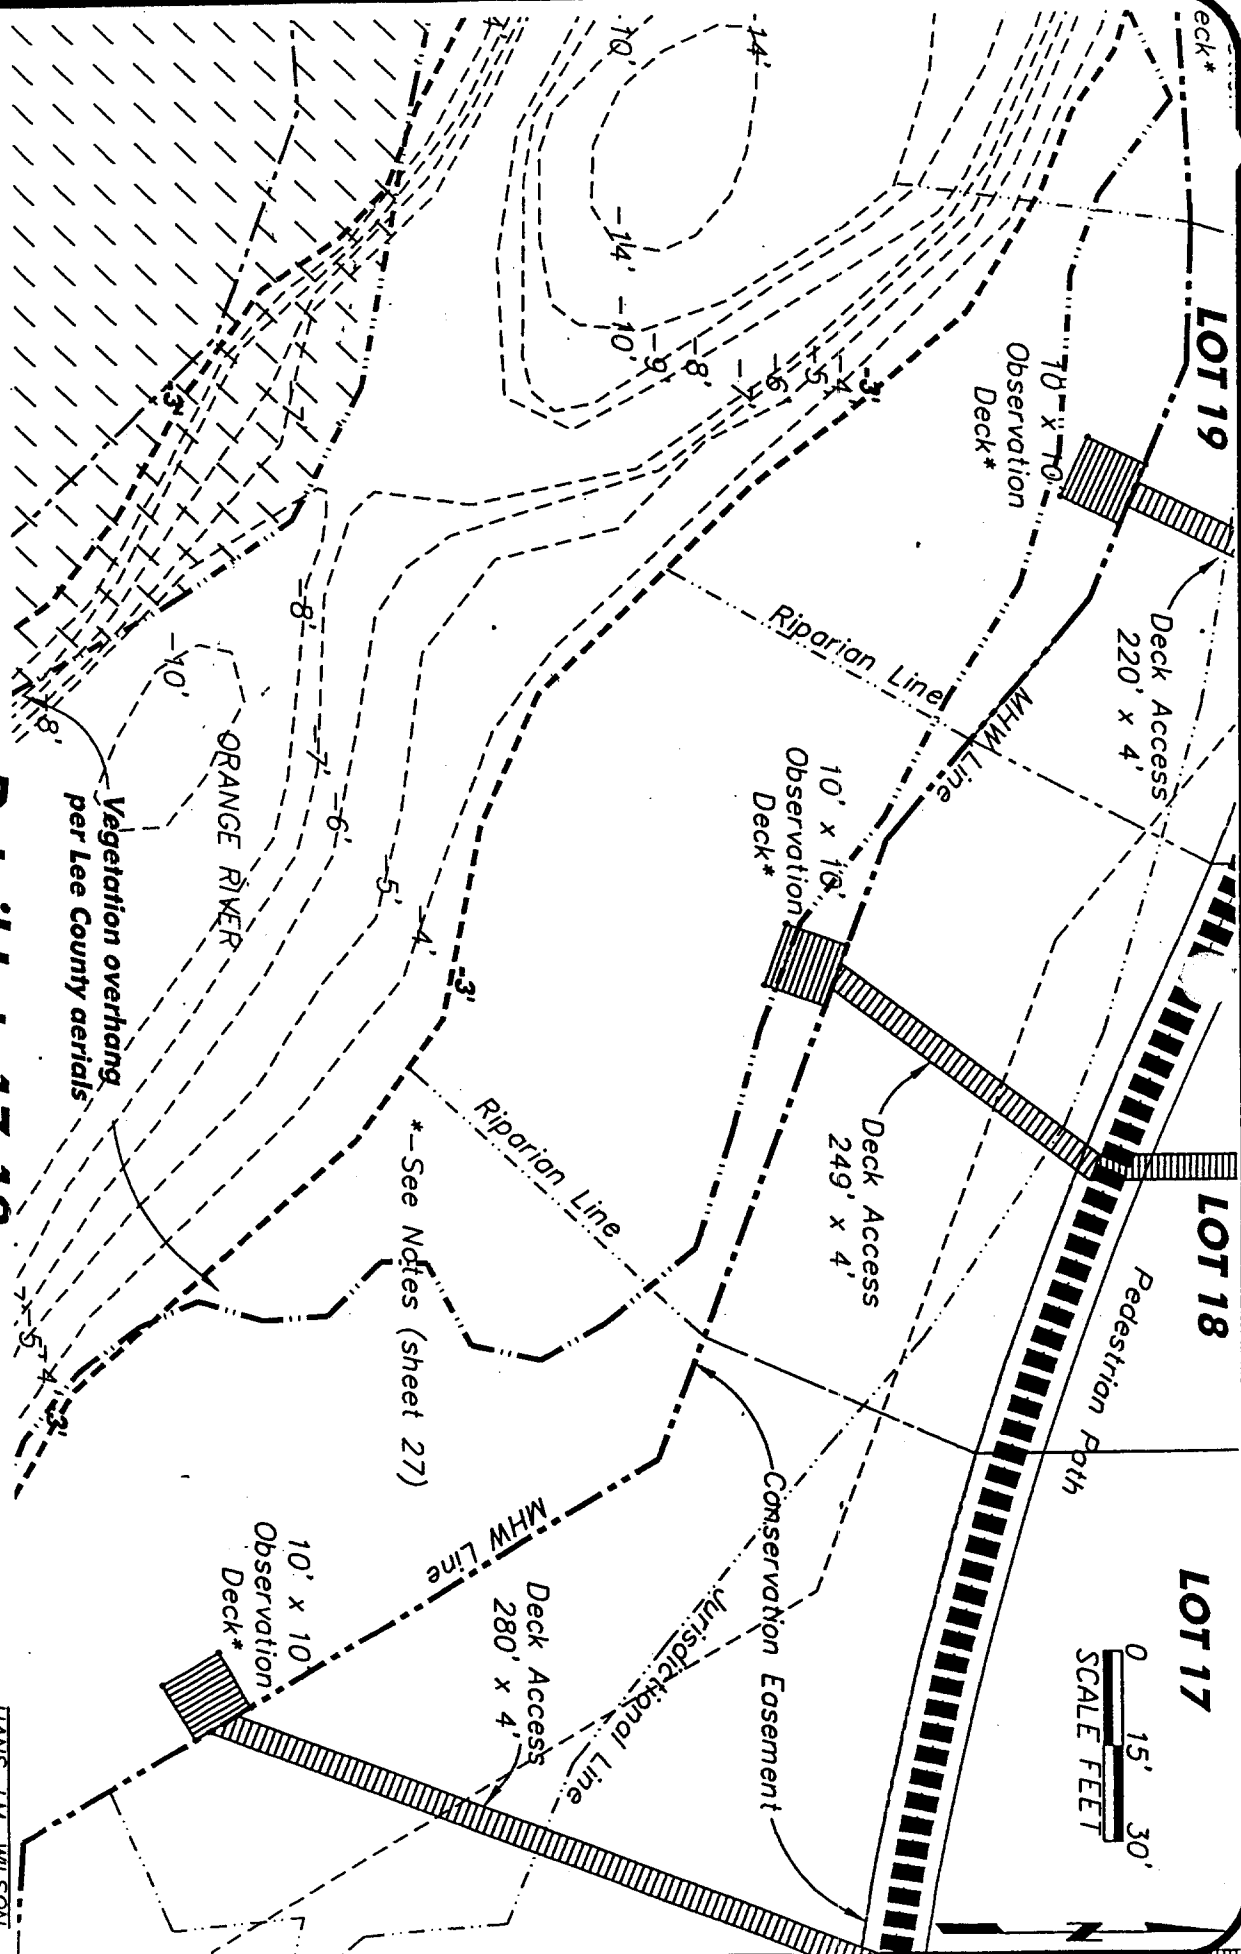 eck*
LOT 19
LOT 18
LOT 17
0 15' 30'
SCALE FEET
N
10' x 10'
Observation
Deck*
Deck Access
220' x 4'
Riparian Line
MHW Line
10' x 10'
Observation
Deck*
Deck Access
249' x 4'
Pedestrian Path
Conservation Easement
Riparian Line
*-See Notes (sheet 27)
MHW Line
Jurisdictional Line
Deck Access
280' x 4'
10' x 10'
Observation
Deck*
ORANGE RIVER
Vegetation overhang
per Lee County aerials
10'
-14'
-14'
-10'
-9'
-8'
-7'
-6'
-5'
-4'
-3'
-3'
-7'
-8'
-10'
-8'
-7'
-6'
-5'
-4'
-3'
-5'
-4'
-3'